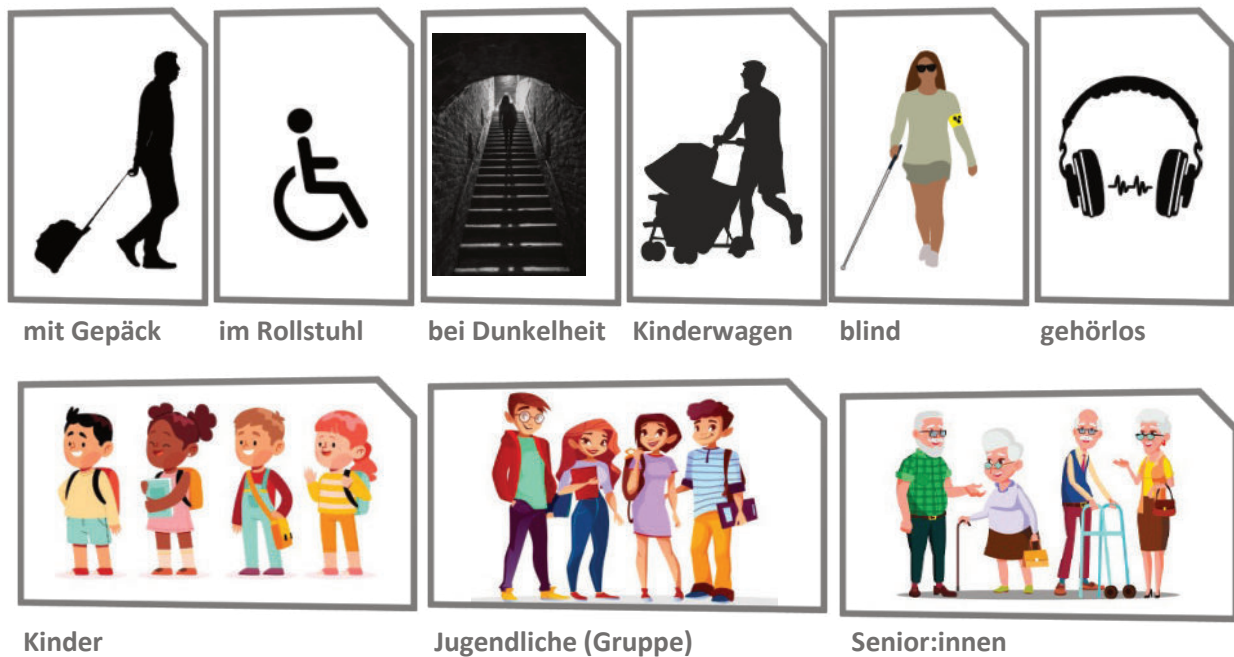 mit Gepäck
im Rollstuhl
bei Dunkelheit
Kinderwagen
blind
gehörlos
Kinder
Jugendliche (Gruppe)
Senior:innen